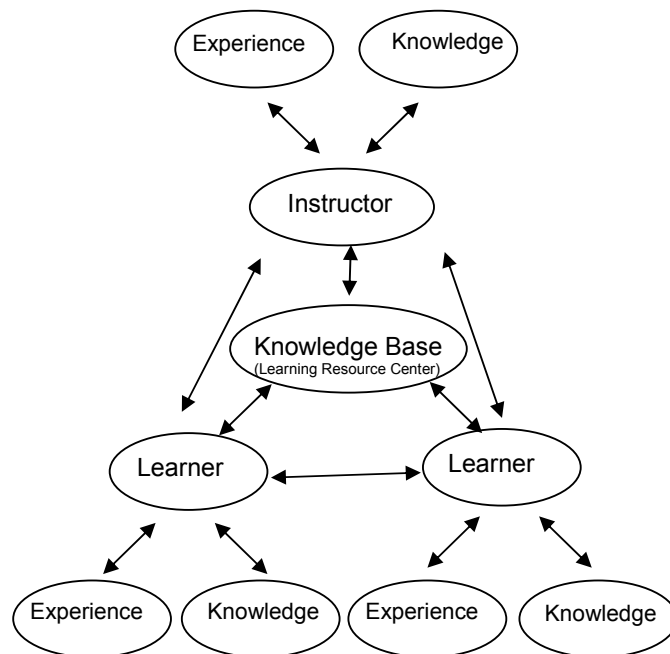 Experience
Knowledge
Instructor
Knowledge Base
(Learning Resource Center)
Learner
Learner
Experience
Knowledge
Experience
Knowledge